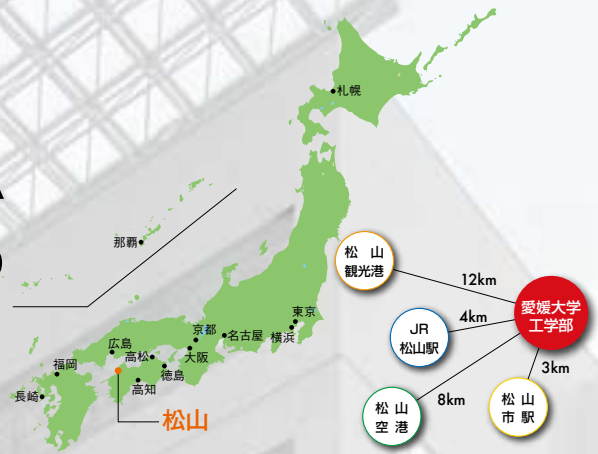 札幌
那覇
東京
京都
名古屋
横浜
広島
高松
大阪
福岡
徳島
長崎
高知
松山
松 山
観光港
12km
愛媛大学
工学部
JR
松山駅
4km
3km
松 山
空 港
8km
松 山
市 駅